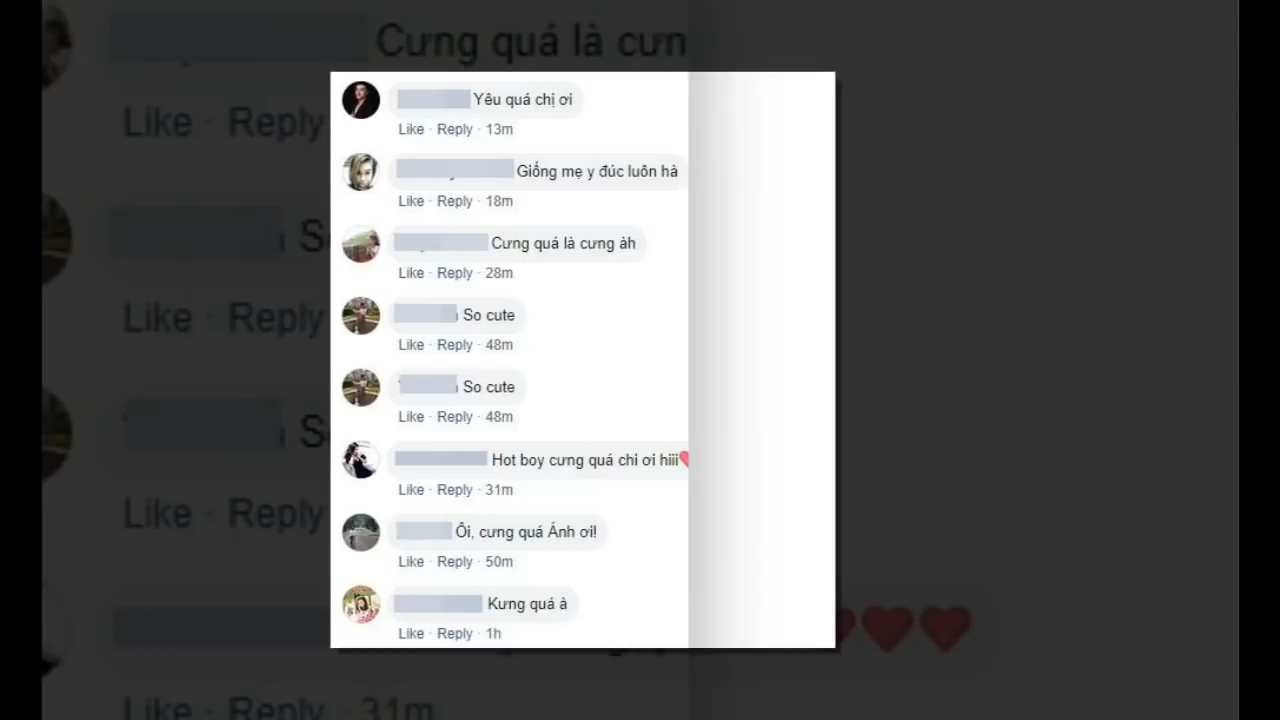 Cưng quá là cưn
Like · Reply
Yêu quá chị ơi
Like · Reply · 13m
Giống mẹ y đúc luôn hà
Like · Reply · 18m
Cưng quá là cưng àh
Like · Reply · 28m
So cute
Like · Reply · 48m
So cute
Like · Reply · 48m
Hot boy cưng quá chi ơi hiii❤
Like · Reply · 31m
Ôi, cưng quá Ánh ơi!
Like · Reply · 50m
Kưng quá à
Like · Reply · 1h
Like · Reply
Like · Reply
Like · Reply · 31m